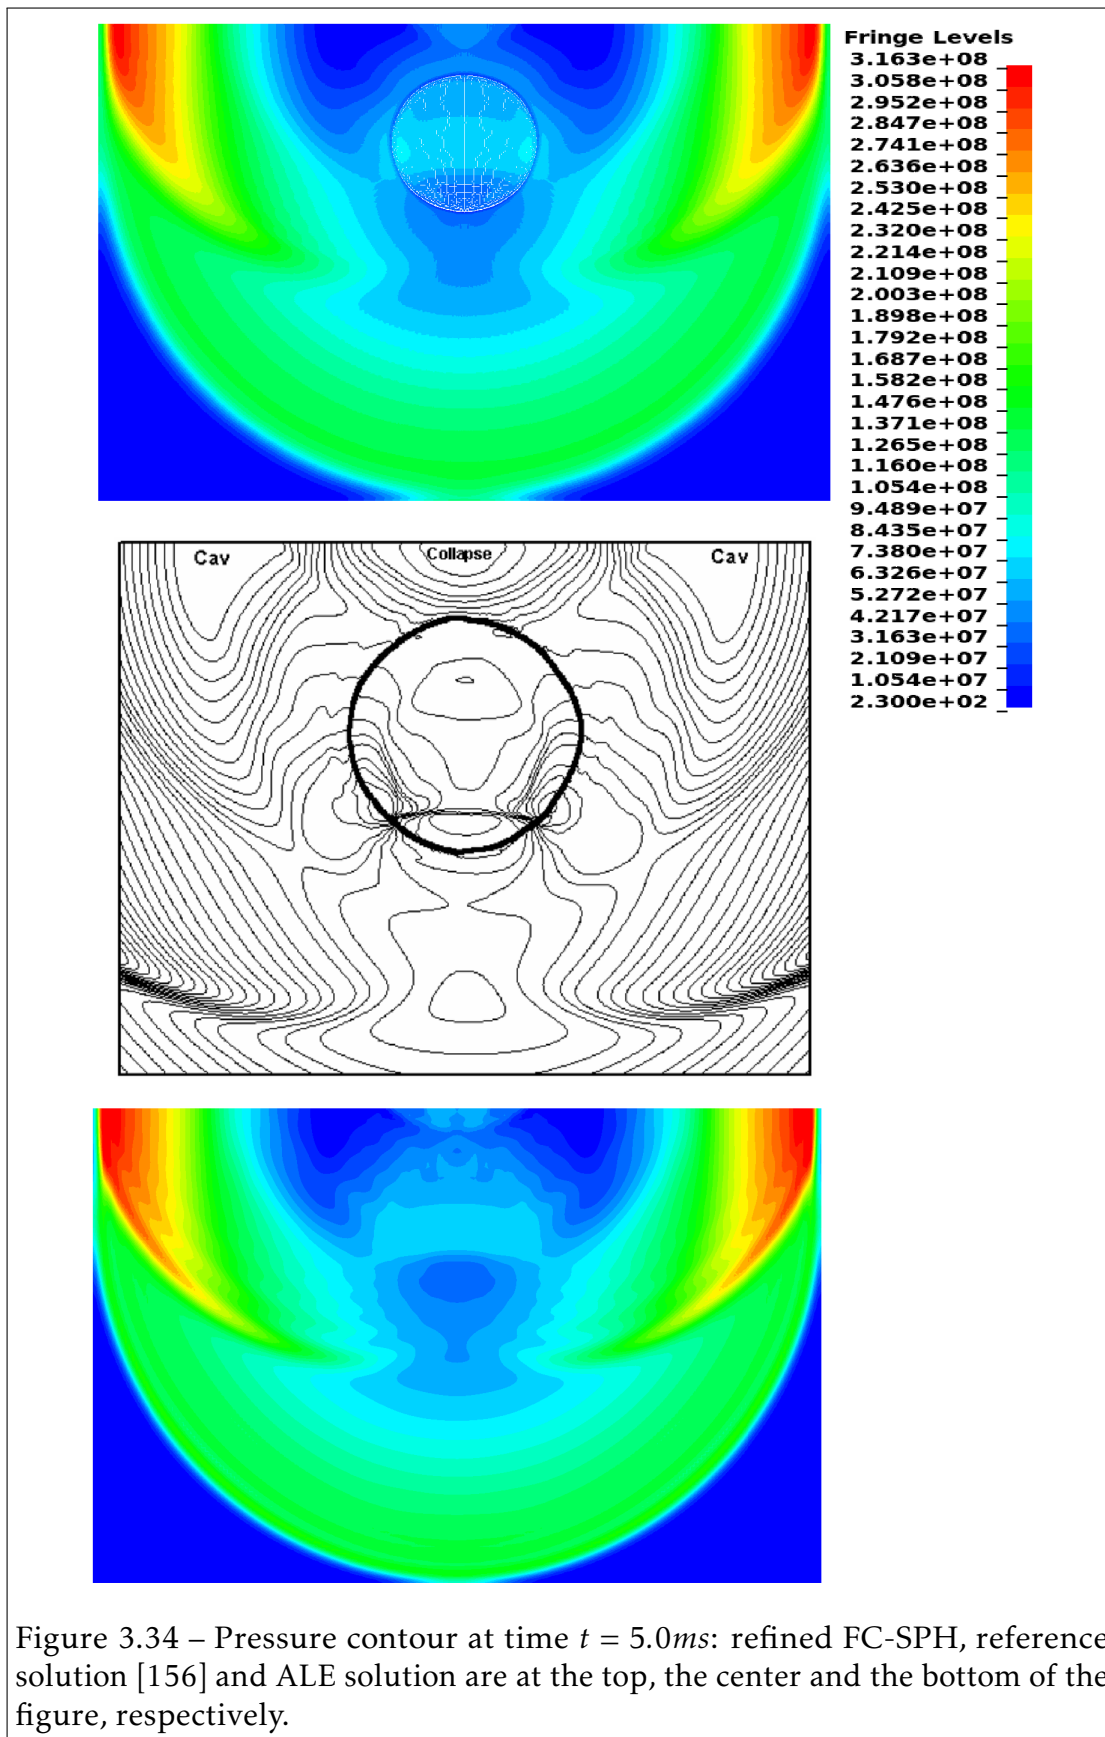 Fringe Levels
3.163e+08
3.058e+08
2.952e+08
2.847e+08
2.741e+08
2.636e+08
2.530e+08
2.425e+08
2.320e+08
2.214e+08
2.109e+08
2.003e+08
1.898e+08
1.792e+08
1.687e+08
1.582e+08
1.476e+08
1.371e+08
1.265e+08
1.160e+08
1.054e+08
9.489e+07
8.435e+07
7.380e+07
6.326e+07
5.272e+07
4.217e+07
3.163e+07
2.109e+07
1.054e+07
2.300e+02
Cav
Collapse
Cav
Figure 3.34 – Pressure contour at time t = 5.0ms: refined FC-SPH, reference
solution [156] and ALE solution are at the top, the center and the bottom of the
figure, respectively.